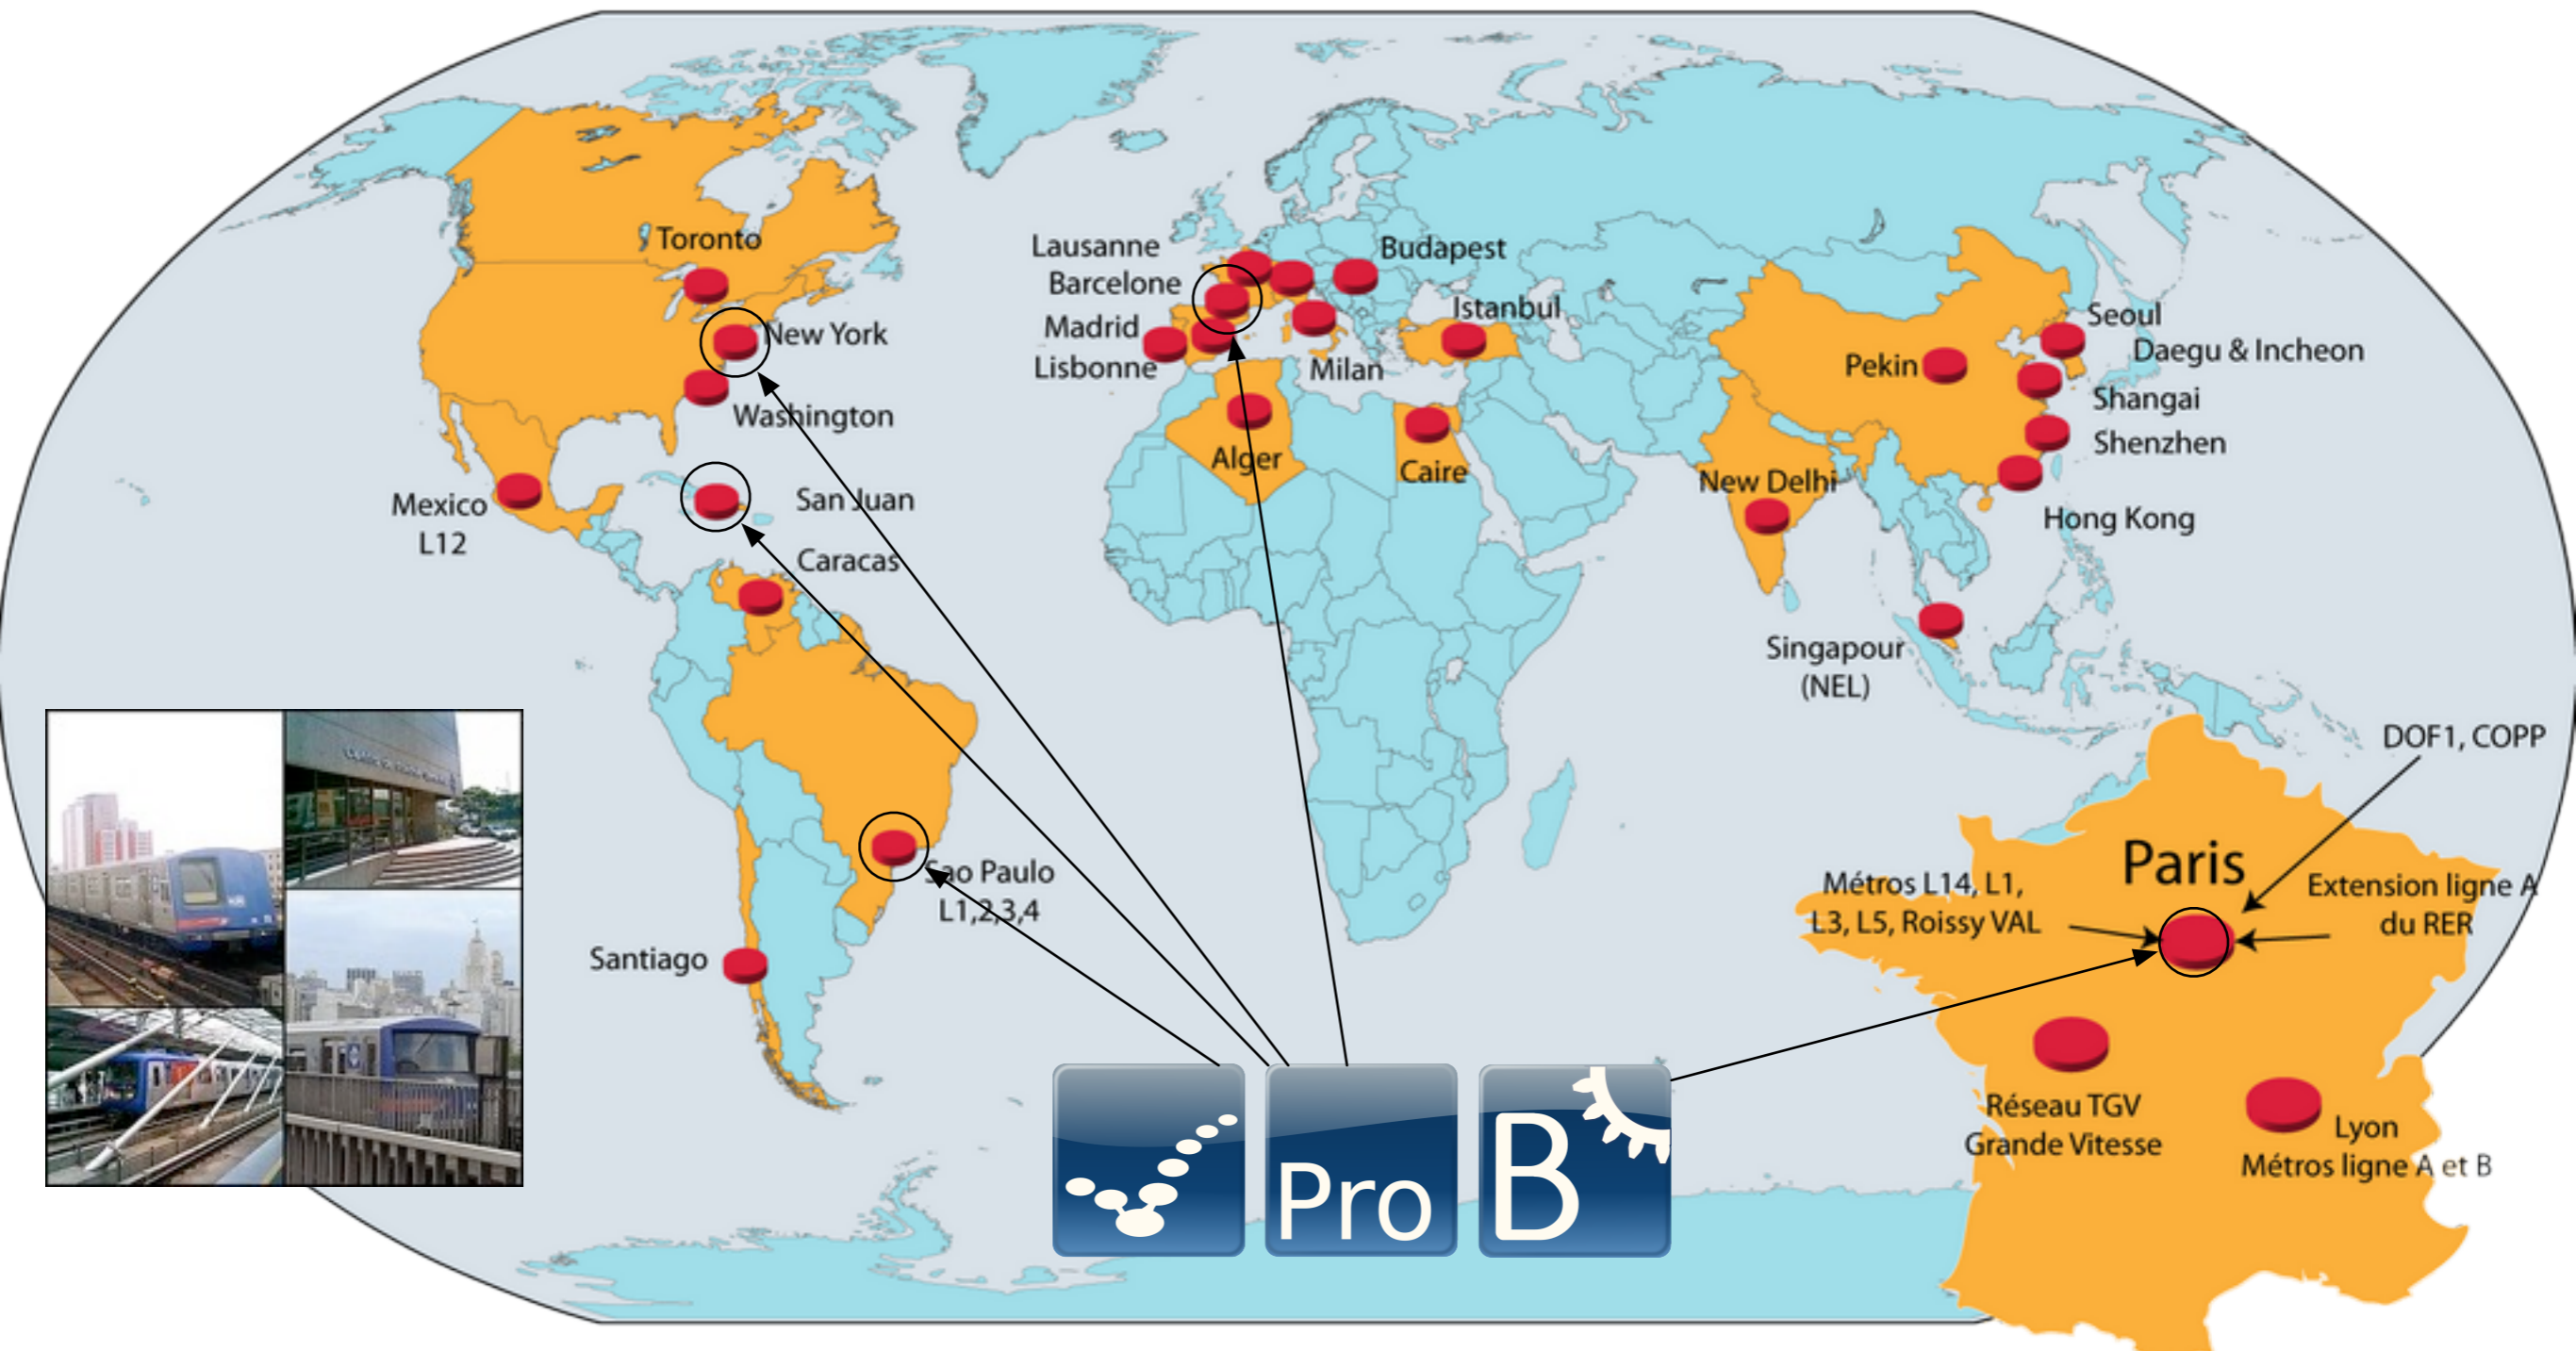 Toronto
New York
Washington
Mexico
L12
San Juan
Caracas
Sao Paulo
L1,2,3,4
Santiago
Lausanne
Barcelone
Madrid
Lisbonne
Budapest
Istanbul
Milan
Alger
Caire
Pekin
Seoul
Daegu & Incheon
Shangai
Shenzhen
Hong Kong
New Delhi
Singapour
(NEL)
DOF1, COPP
Paris
Métros L14, L1,
L3, L5, Roissy VAL
Extension ligne A
du RER
Réseau TGV
Grande Vitesse
Lyon
Métros ligne A et B
Pro
B